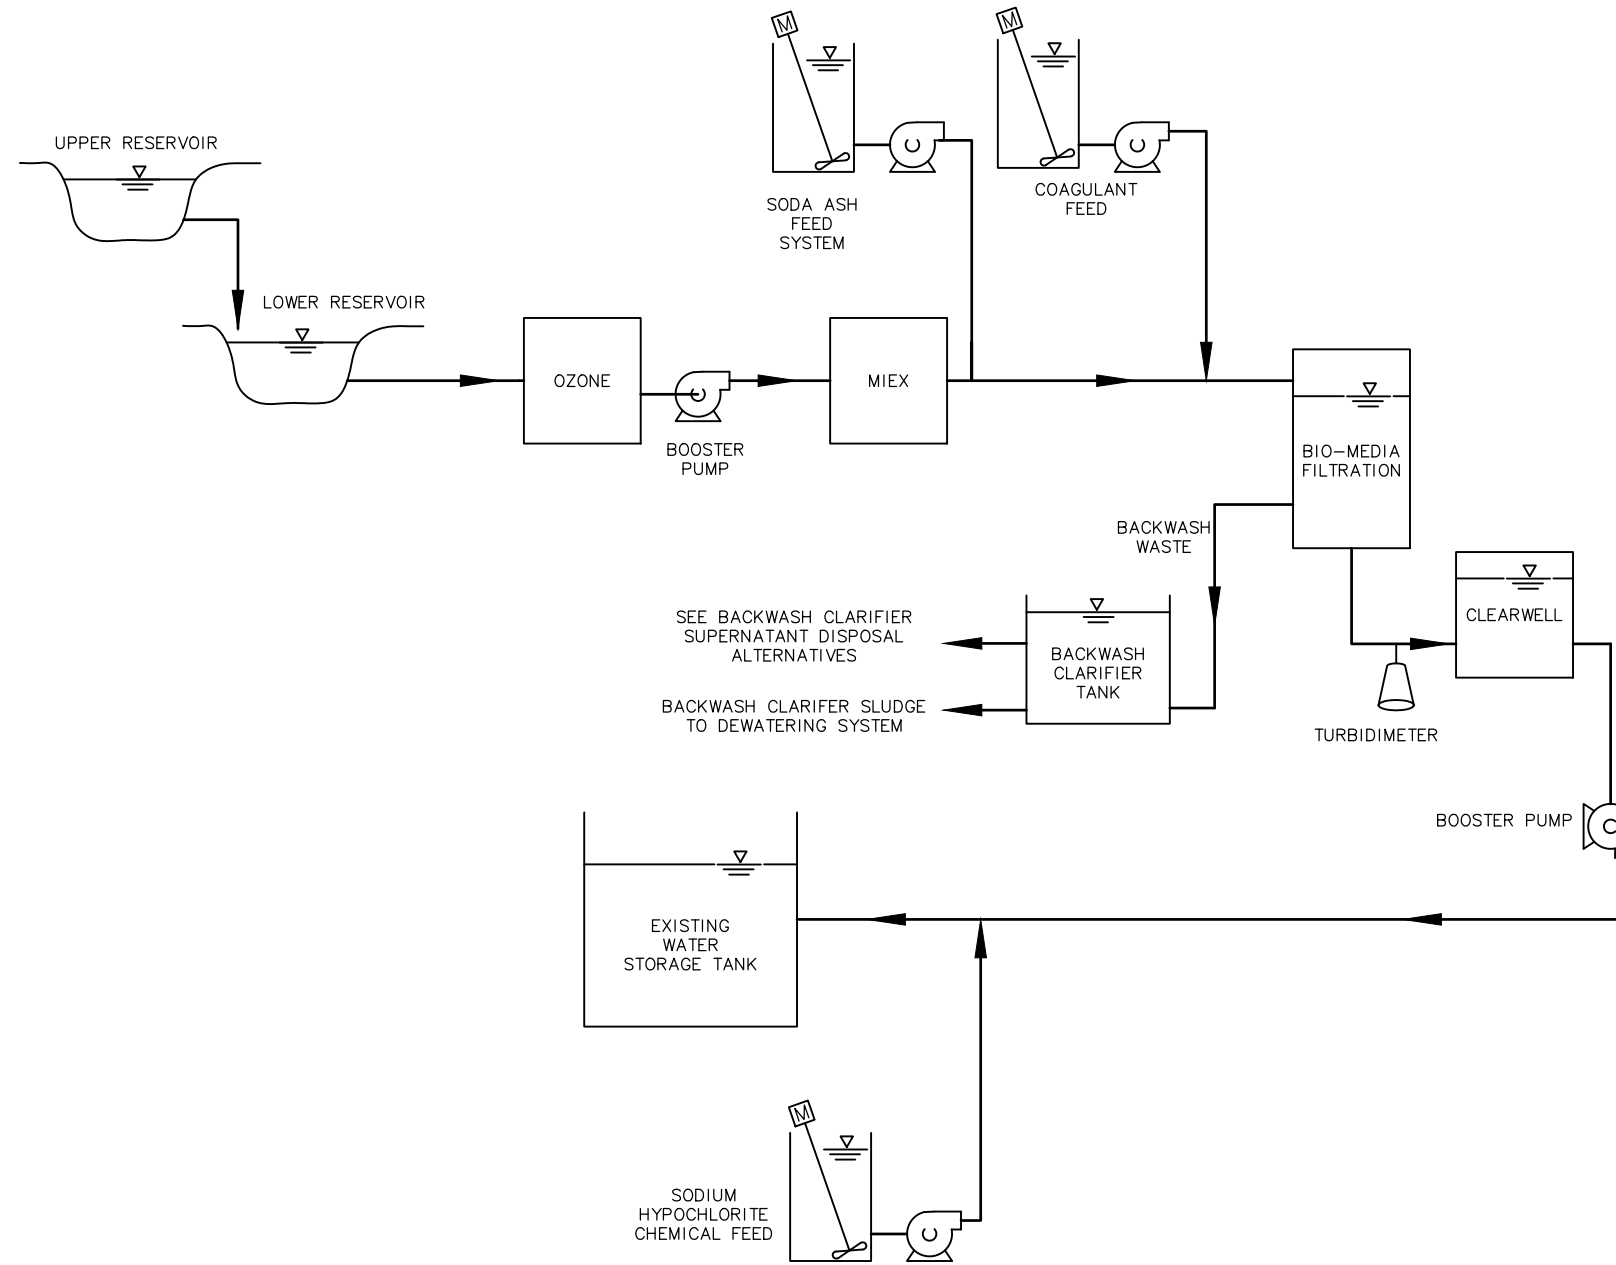 M
M
UPPER RESERVOIR
SODA ASH
FEED
SYSTEM
COAGULANT
FEED
LOWER RESERVOIR
OZONE
BOOSTER
PUMP
MIEX
BIO-MEDIA
FILTRATION
BACKWASH
WASTE
CLEARWELL
SEE BACKWASH CLARIFIER
SUPERNATANT DISPOSAL
ALTERNATIVES
BACKWASH
CLARIFIER
TANK
BACKWASH CLARIFER SLUDGE
TO DEWATERING SYSTEM
TURBIDIMETER
BOOSTER PUMP
EXISTING
WATER
STORAGE TANK
M
SODIUM
HYPOCHLORITE
CHEMICAL FEED